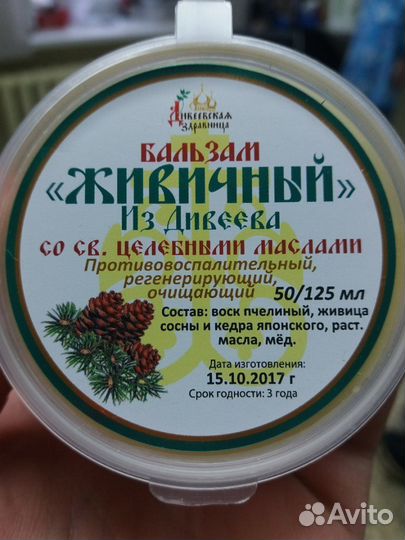 Дивеевская
Здравница
БАЛЬЗАМ
«ЖИВИЧНЫЙ»
Из Дивеева
со св. целебными маслами
Противовоспалительный,
регенерирующий,
очищающий 50/125 мл
Состав: воск пчелиный, живица
сосны и кедра японского, раст.
масла, мёд.
Дата изготовления:
15.10.2017 г
Срок годности: 3 года
Avito